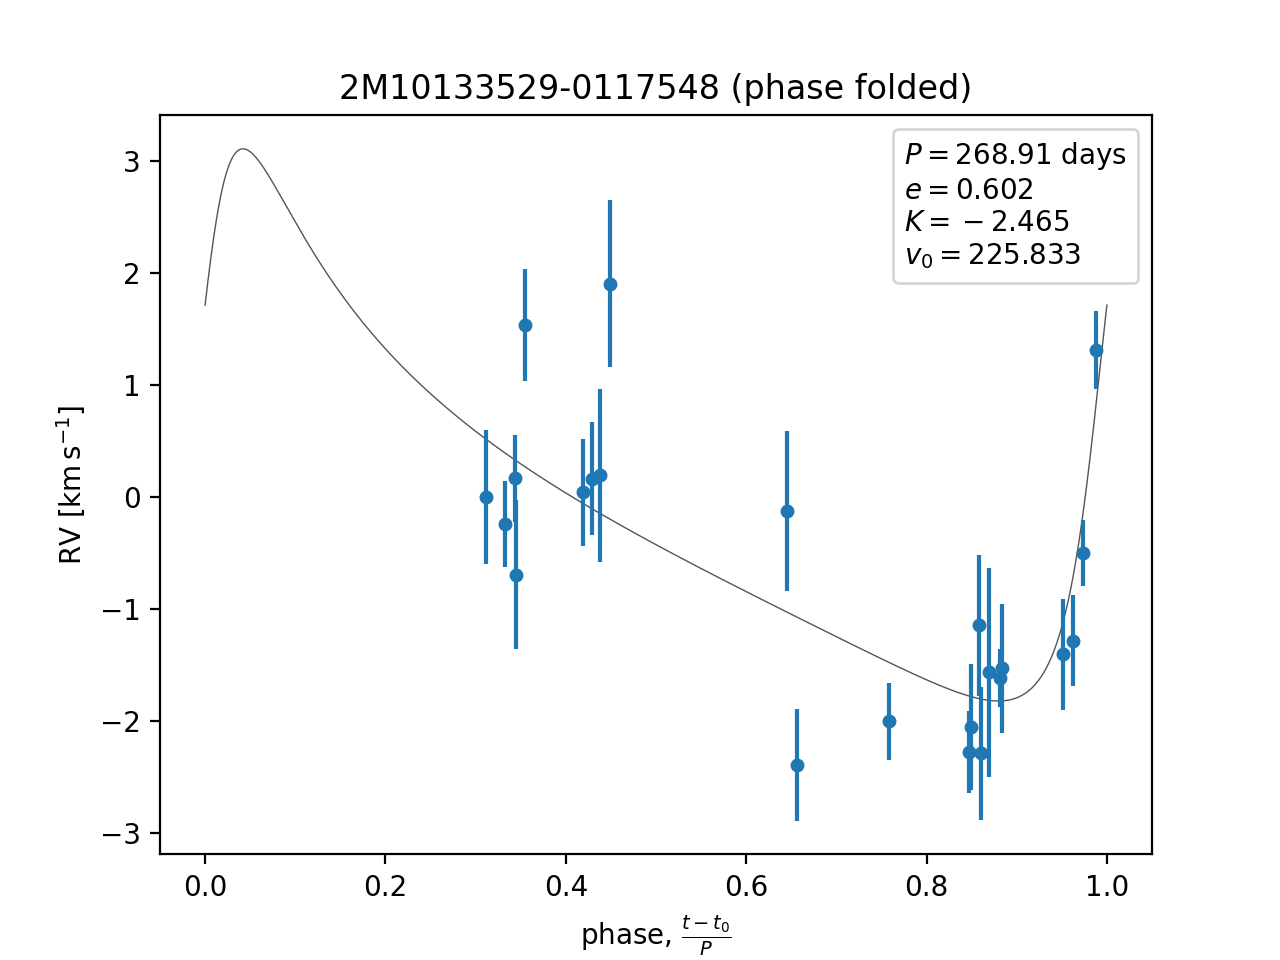 2M10133529-0117548 (phase folded)
P = 268.91 days
e = 0.602
K = −2.465
v₀ = 225.833
3
2
1
0
−1
−2
−3
RV [km s⁻¹]
0.0 0.2 0.4 0.6 0.8 1.0
phase, (t − t₀)/P